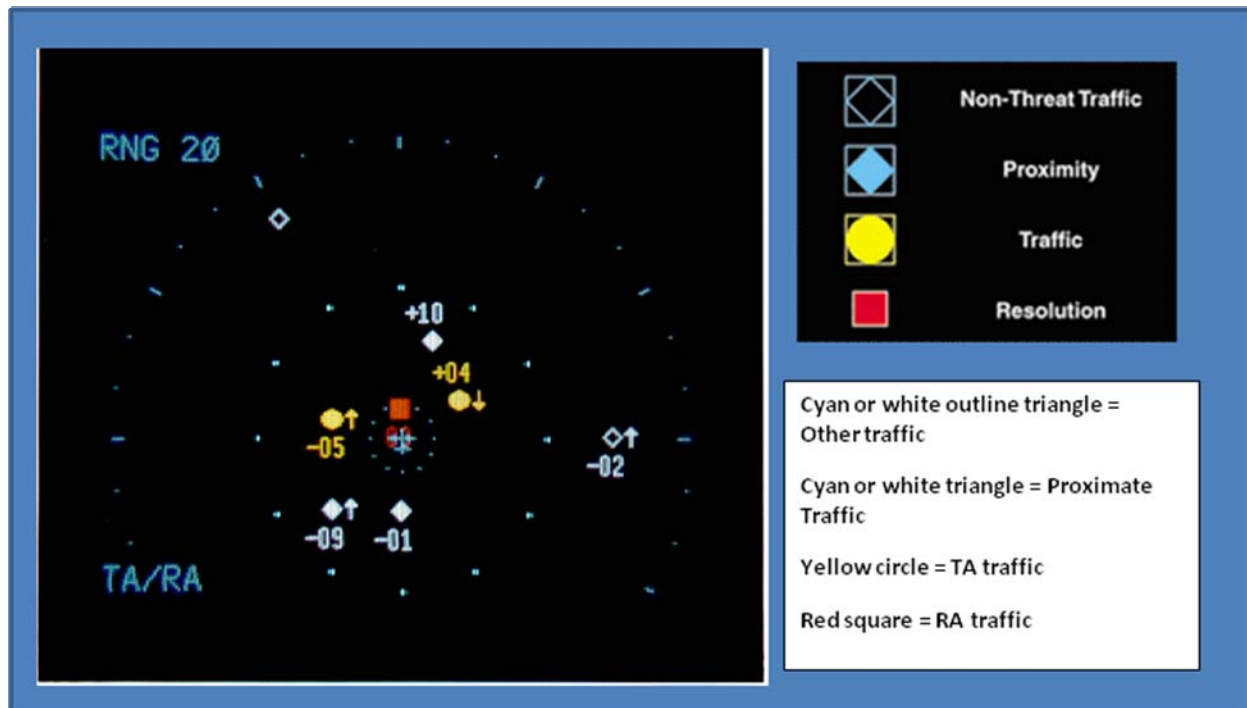 RNG 20
+10
+04
-05
-02
-09
-01
TA/RA
Non-Threat Traffic
Proximity
Traffic
Resolution
Cyan or white outline triangle =
Other traffic
Cyan or white triangle = Proximate
Traffic
Yellow circle = TA traffic
Red square = RA traffic